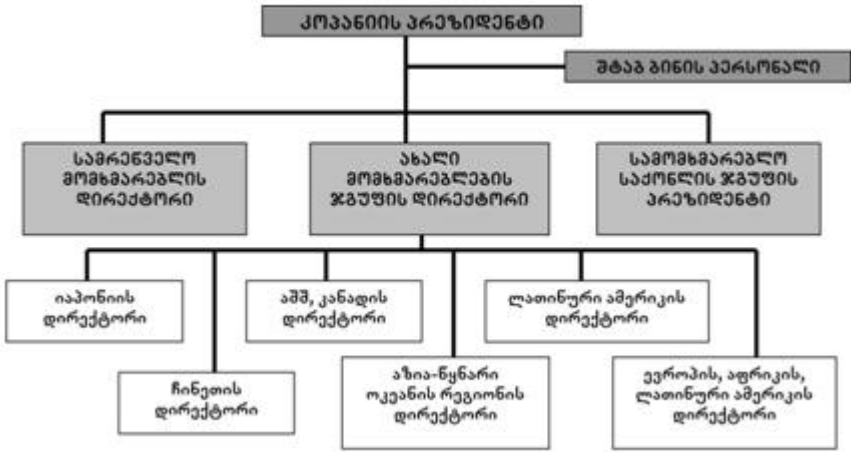 კოპანიის პრეზიდენტი
შტაბ ბინის პერსონალი
სამრეწველო
მომხმარებლის
დირექტორი
ახალი
მომხმარებლების
ჯგუფის დირექტორი
სამომხმარებლო
საქონლის ჯგუფის
პრეზიდენტი
იაპონიის
დირექტორი
აშშ, კანადის
დირექტორი
ლათინური ამერიკის
დირექტორი
ჩინეთის
დირექტორი
აზია-წყნარი
ოკეანის რეგიონის
დირექტორი
ევროპის, აფრიკის,
ლათინური ამერიკის
დირექტორი